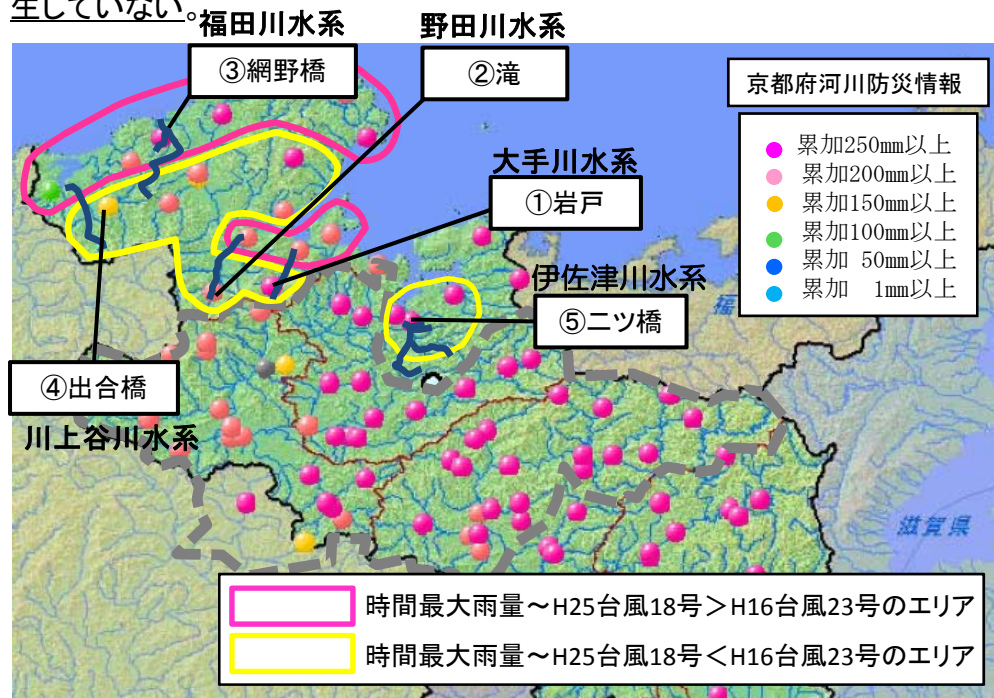 生していない。
福田川水系
野田川水系
③網野橋
②滝
京都府河川防災情報
累加250mm以上
累加200mm以上
累加150mm以上
累加100mm以上
累加 50mm以上
累加 1mm以上
大手川水系
①岩戸
伊佐津川水系
⑤二ツ橋
福
④出合橋
川上谷川水系
滋賀県
時間最大雨量～H25台風18号＞H16台風23号のエリア
時間最大雨量～H25台風18号＜H16台風23号のエリア